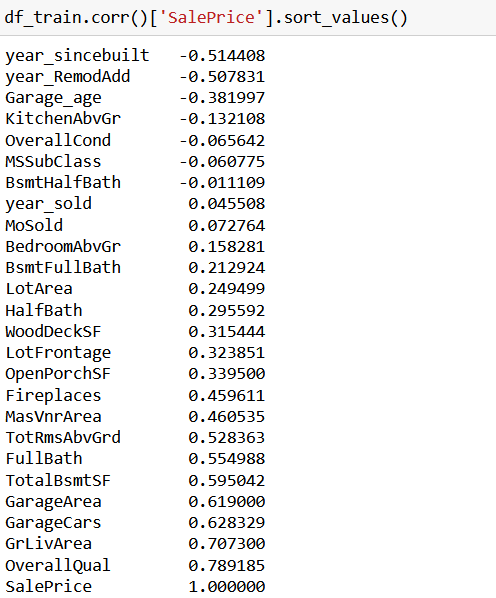 df_train.corr()['SalePrice'].sort_values()
year_sincebuilt -0.514408
year_RemodAdd -0.507831
Garage_age -0.381997
KitchenAbvGr -0.132108
OverallCond -0.065642
MSSubClass -0.060775
BsmtHalfBath -0.011109
year_sold 0.045508
MoSold 0.072764
BedroomAbvGr 0.158281
BsmtFullBath 0.212924
LotArea 0.249499
HalfBath 0.295592
WoodDeckSF 0.315444
LotFrontage 0.323851
OpenPorchSF 0.339500
Fireplaces 0.459611
MasVnrArea 0.460535
TotRmsAbvGrd 0.528363
FullBath 0.554988
TotalBsmtSF 0.595042
GarageArea 0.619000
GarageCars 0.628329
GrLivArea 0.707300
OverallQual 0.789185
SalePrice 1.000000